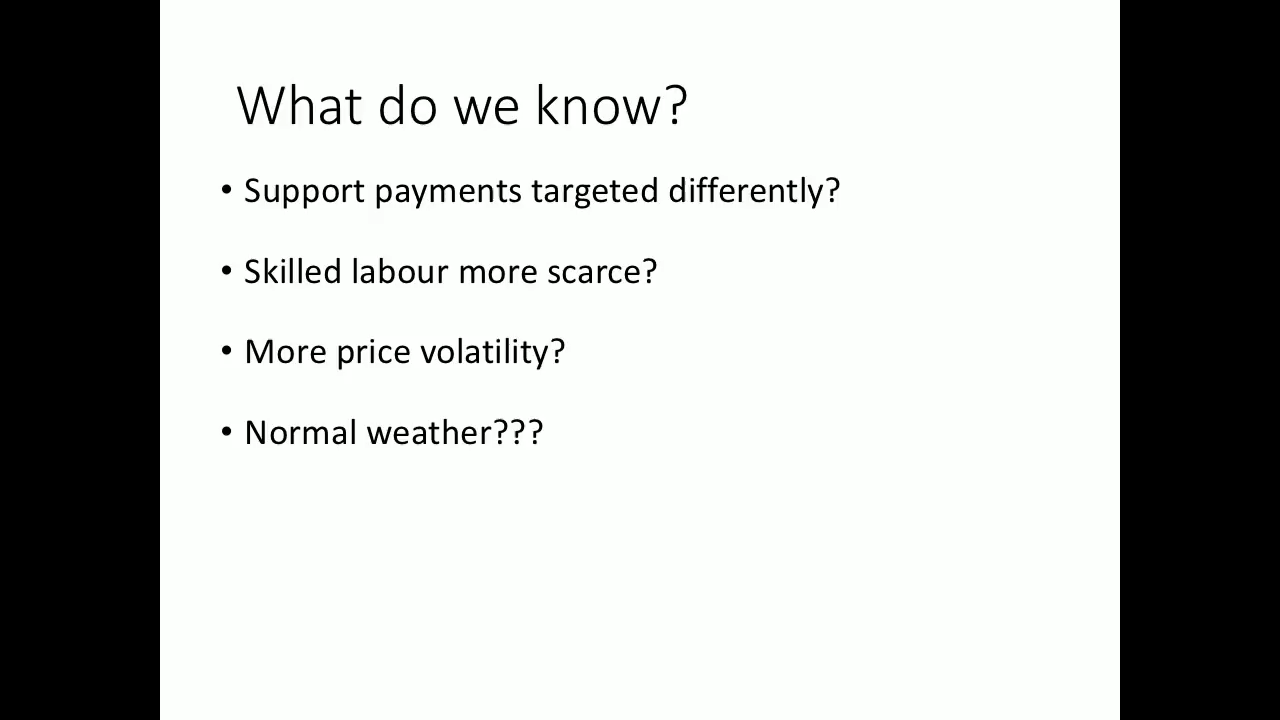 What do we know?
• Support payments targeted differently?
• Skilled labour more scarce?
• More price volatility?
• Normal weather???